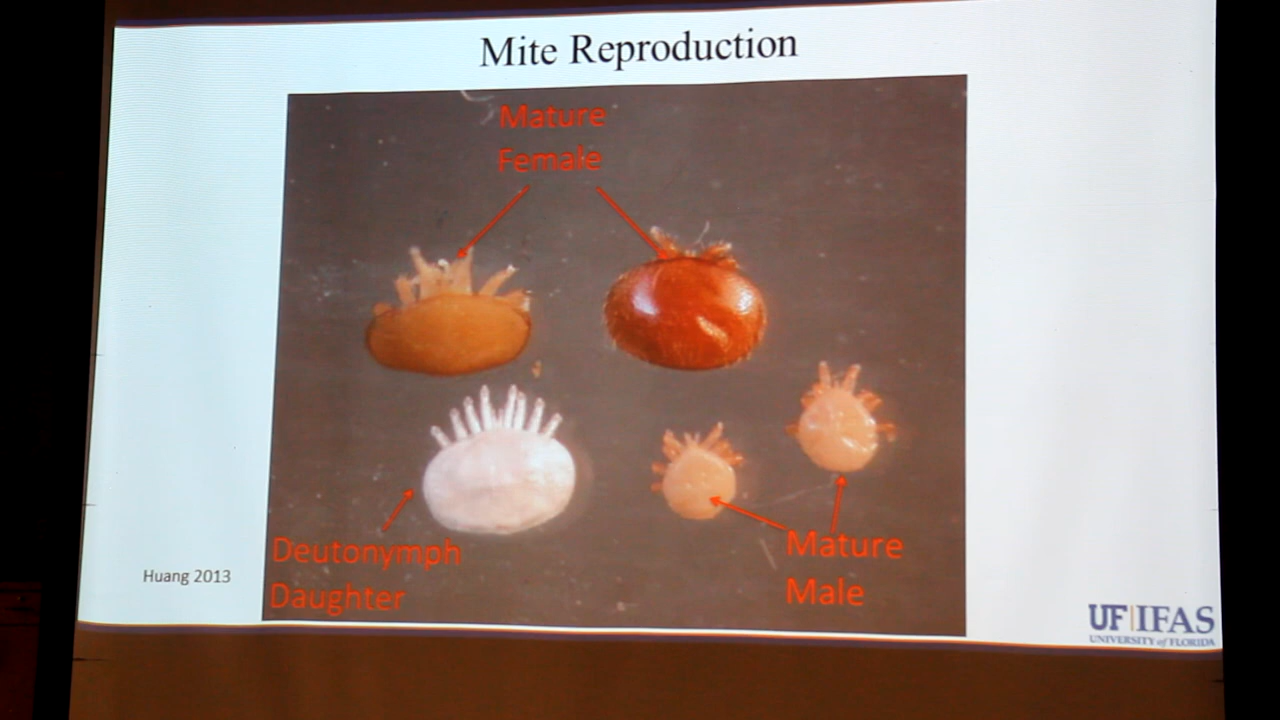 Mite Reproduction
Mature
Female
Deutonymph
Daughter
Mature
Male
Huang 2013
UF|IFAS
UNIVERSITY of FLORIDA